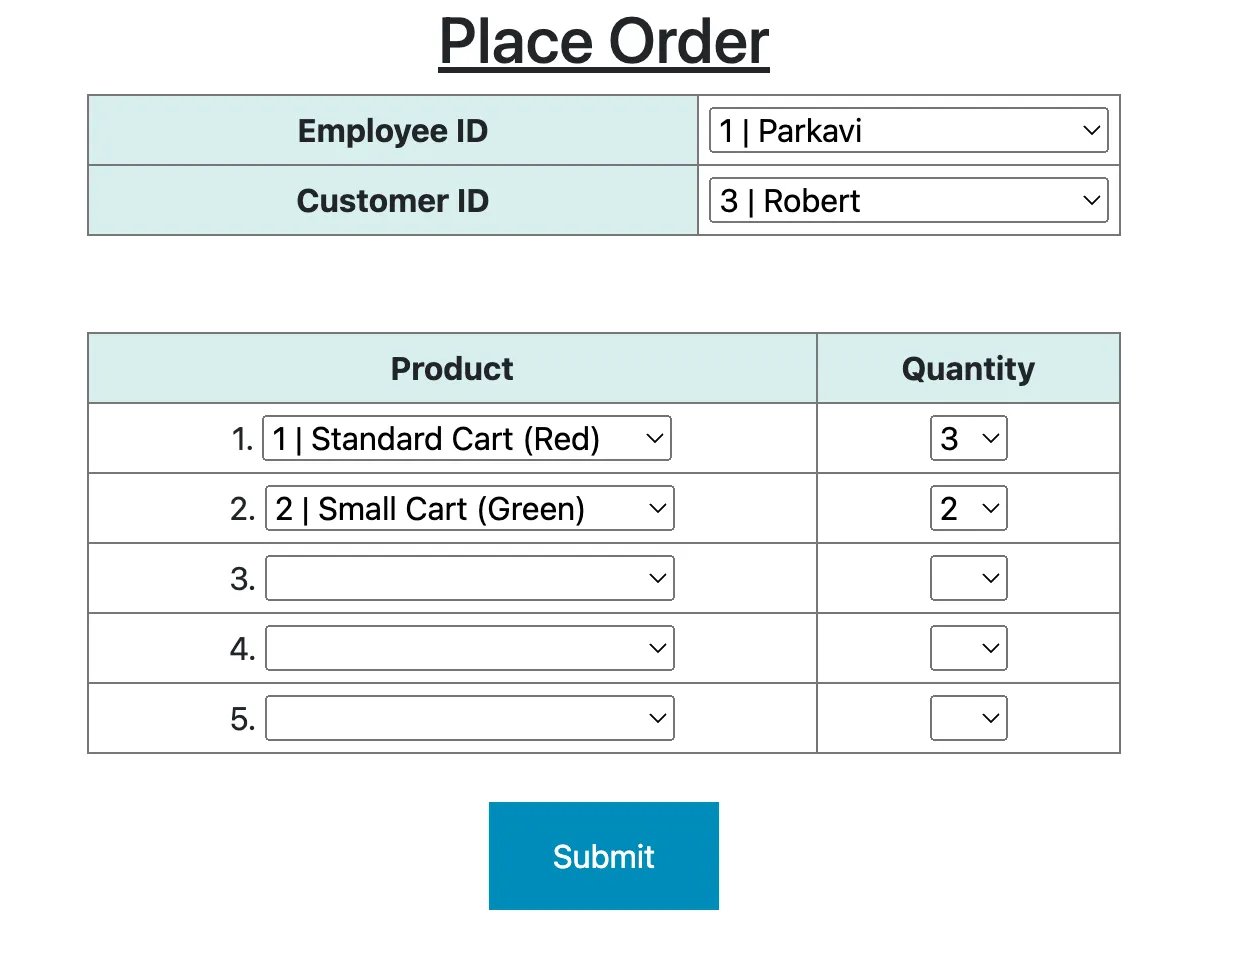 Place Order
Employee ID 1 | Parkavi
Customer ID 3 | Robert
Product Quantity
1. 1 | Standard Cart (Red) 3
2. 2 | Small Cart (Green) 2
3.
4.
5.
Submit